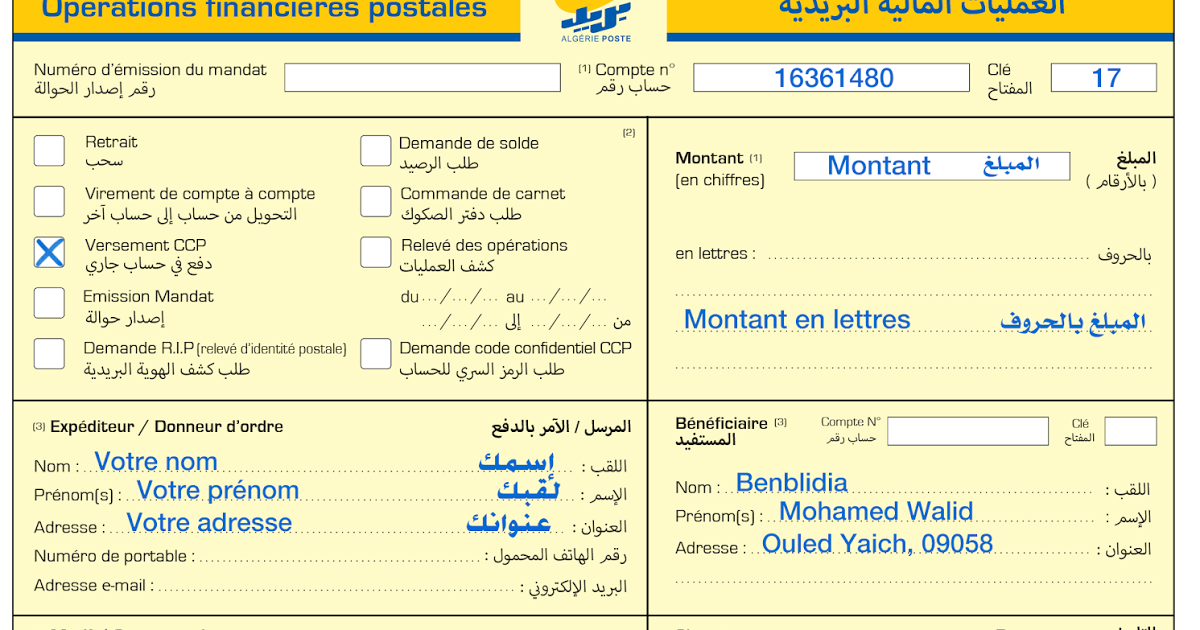 Opérations financières postales
العمليات المالية البريدية
ALGÉRIE POSTE
Numéro d'émission du mandat
رقم إصدار الحوالة
(1) Compte n° 16361480
حساب رقم
Clé 17
المفتاح
Retrait
سحب
Virement de compte à compte
التحويل من حساب إلى حساب آخر
Versement CCP
دفع في حساب جاري
Emission Mandat
إصدار حوالة
Demande R.I.P (relevé d'identité postale)
طلب كشف الهوية البريدية
(2)
Demande de solde
طلب الرصيد
Commande de carnet
طلب دفتر الصكوك
Relevé des opérations
كشف العمليات
du .../.../... au .../.../...
من .../.../... إلى .../.../...
Demande code confidentiel CCP
طلب الرمز السري للحساب
Montant (1) Montant المبلغ المبلغ
(en chiffres) (بالأرقام)
en lettres : بالحروف
Montant en lettres المبلغ بالحروف
(3) Expéditeur / Donneur d'ordre المرسل / الآمر بالدفع
Nom : Votre nom إسمك اللقب :
Prénom(s) : Votre prénom لقبك الإسم :
Adresse : Votre adresse عنوانك العنوان :
Numéro de portable : رقم الهاتف المحمول :
Adresse e-mail : البريد الإلكتروني :
Bénéficiaire (3) Compte N° Clé
المستفيد حساب رقم المفتاح
Nom : Benblidia اللقب :
Prénom(s) : Mohamed Walid الإسم :
Adresse : Ouled Yaich, 09058 العنوان :